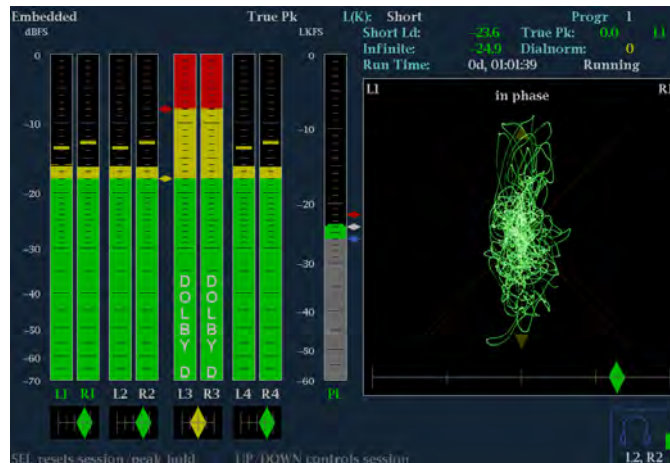 Embedded True Pk L(K): Short Progr 1
dBFS LKFS Short Ld: -23.6 True Pk: 0.0 L1
Infinite: -24.9 Dialnorm: 0
Run Time: 0d, 01:01:39 Running
0 0
L1 in phase R1
-10 -10
-20 -20
-30 -30
-40 -40
-50 -50
-60
-70 -60
DOLBY D DOLBY D
L1 R1 L2 R2 L3 R3 L4 R4 PL
L2, R2
SEL resets session/peak hold UP/DOWN controls session